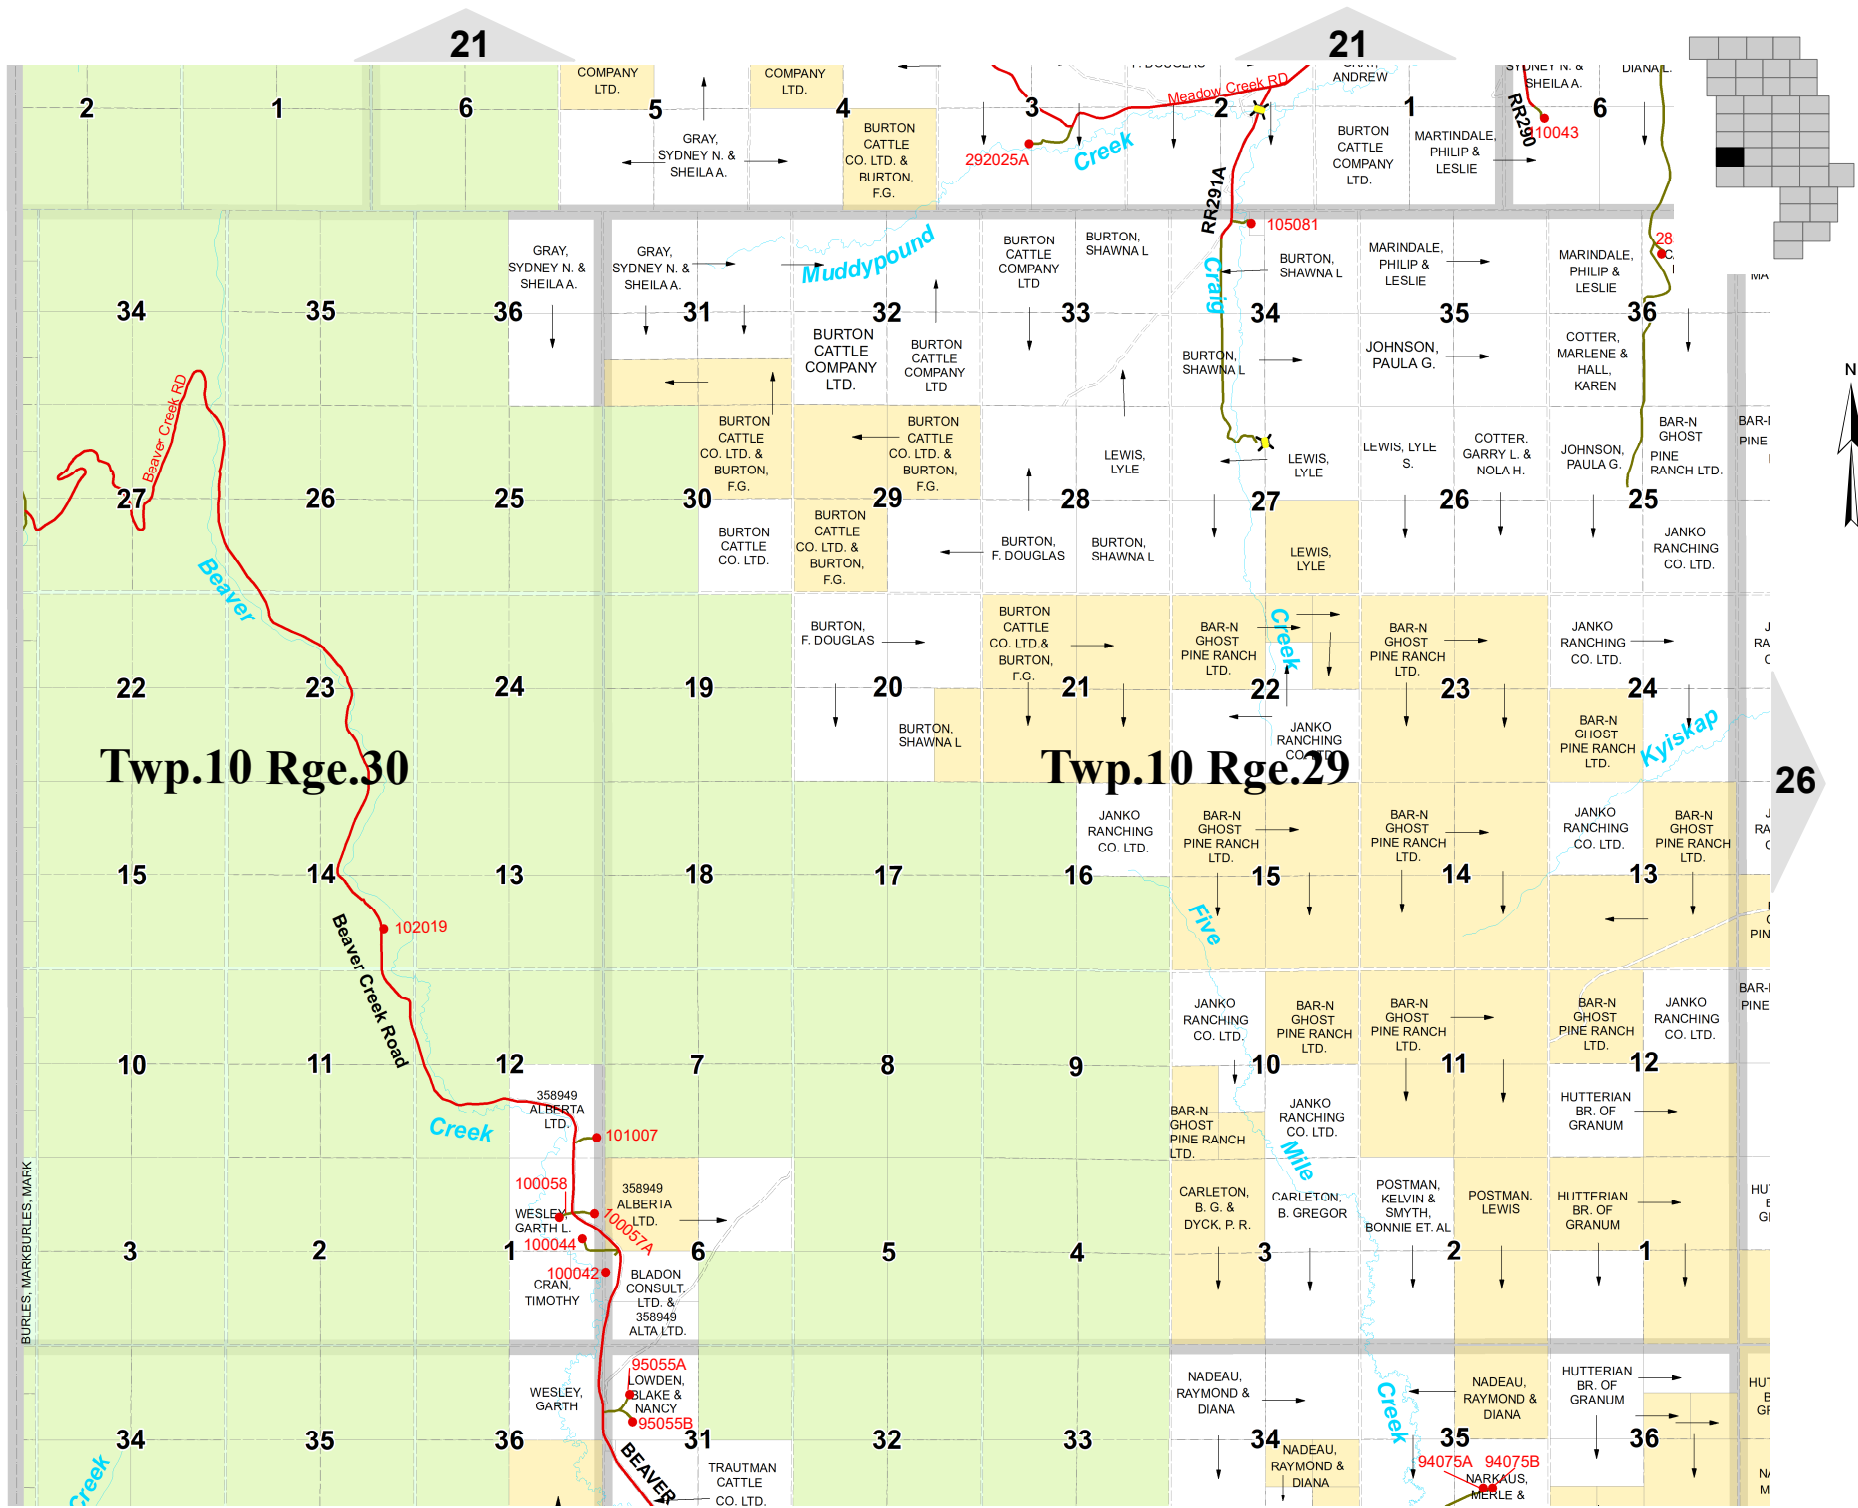 21
21
COMPANY
LTD.
COMPANY
LTD.
ANDREW
SHEILA A.
2
1
6
5
4
3
2
1
6
Meadow Creek RD
RR290
110043
GRAY,
SYDNEY N. &
SHEILA A.
BURTON
CATTLE
CO. LTD. &
BURTON,
F.G.
292025A
Creek
BURTON
CATTLE
COMPANY
LTD.
MARTINDALE,
PHILIP &
LESLIE
RR291A
105081
28
GRAY,
SYDNEY N. &
SHEILA A.
GRAY,
SYDNEY N. &
SHEILA A.
Muddypound
BURTON
CATTLE
COMPANY
LTD
BURTON,
SHAWNA L
Craig
BURTON,
SHAWNA L
MARINDALE,
PHILIP &
LESLIE
MARINDALE,
PHILIP &
LESLIE
34
35
36
31
32
33
34
35
36
BURTON
CATTLE
COMPANY
LTD.
BURTON
CATTLE
COMPANY
LTD
BURTON,
SHAWNA L
JOHNSON,
PAULA G.
COTTER,
MARLENE &
HALL,
KAREN
N
Beaver Creek RD
BURTON
CATTLE
CO. LTD. &
BURTON,
F.G.
BURTON
CATTLE
CO. LTD. &
BURTON,
F.G.
LEWIS,
LYLE
LEWIS,
LYLE
LEWIS, LYLE
S.
COTTER.
GARRY L. &
NOLA H.
JOHNSON,
PAULA G.
BAR-N
GHOST
PINE
RANCH LTD.
PINE
27
26
25
30
29
28
27
26
25
BURTON
CATTLE
CO. LTD.
BURTON
CATTLE
CO. LTD. &
BURTON,
F.G.
BURTON,
F. DOUGLAS
BURTON,
SHAWNA L
LEWIS,
LYLE
JANKO
RANCHING
CO. LTD.
Beaver
BURTON,
F. DOUGLAS
BURTON
CATTLE
CO. LTD.&
BURTON,
F.G.
BAR-N
GHOST
PINE RANCH
LTD.
Creek
BAR-N
GHOST
PINE RANCH
LTD.
JANKO
RANCHING
CO. LTD.
22
23
24
19
20
21
22
23
24
BURTON,
SHAWNA L
JANKO
RANCHING
CO. LTD.
BAR-N
GHOST
PINE RANCH
LTD.
Kyiskap
Twp.10 Rge.30
Twp.10 Rge.29
26
JANKO
RANCHING
CO. LTD.
BAR-N
GHOST
PINE RANCH
LTD.
BAR-N
GHOST
PINE RANCH
LTD.
JANKO
RANCHING
CO. LTD.
BAR-N
GHOST
PINE RANCH
LTD.
15
14
13
18
17
16
15
14
13
Five
102019
Beaver Creek Road
JANKO
RANCHING
CO. LTD.
BAR-N
GHOST
PINE RANCH
LTD.
BAR-N
GHOST
PINE RANCH
LTD.
BAR-N
GHOST
PINE RANCH
LTD.
JANKO
RANCHING
CO. LTD.
PINE
10
11
12
7
8
9
10
11
12
358949
ALBERTA
LTD.
Creek
101007
BAR-N
GHOST
PINE RANCH
LTD.
JANKO
RANCHING
CO. LTD.
HUTTERIAN
BR. OF
GRANUM
Mile
100058
WESLEY,
GARTH L.
358949
ALBERTA
LTD.
100057A
100044
CARLETON,
B. G. &
DYCK, P. R.
CARLETON,
B. GREGOR
POSTMAN,
KELVIN &
SMYTH,
BONNIE ET. AL
POSTMAN.
LEWIS
HUTTERIAN
BR. OF
GRANUM
BURLES, MARKBURLES, MARK
3
2
1
6
5
4
3
2
1
100042
CRAN,
TIMOTHY
BLADON
CONSULT.
LTD. &
358949
ALTA LTD.
WESLEY,
GARTH
95055A
LOWDEN,
BLAKE &
NANCY
95055B
NADEAU,
RAYMOND &
DIANA
Creek
NADEAU,
RAYMOND &
DIANA
HUTTERIAN
BR. OF
GRANUM
34
35
36
31
32
33
34
35
36
Creek
BEAVER
TRAUTMAN
CATTLE
CO. LTD.
NADEAU,
RAYMOND &
DIANA
94075A
94075B
NARKAUS,
MERLE &